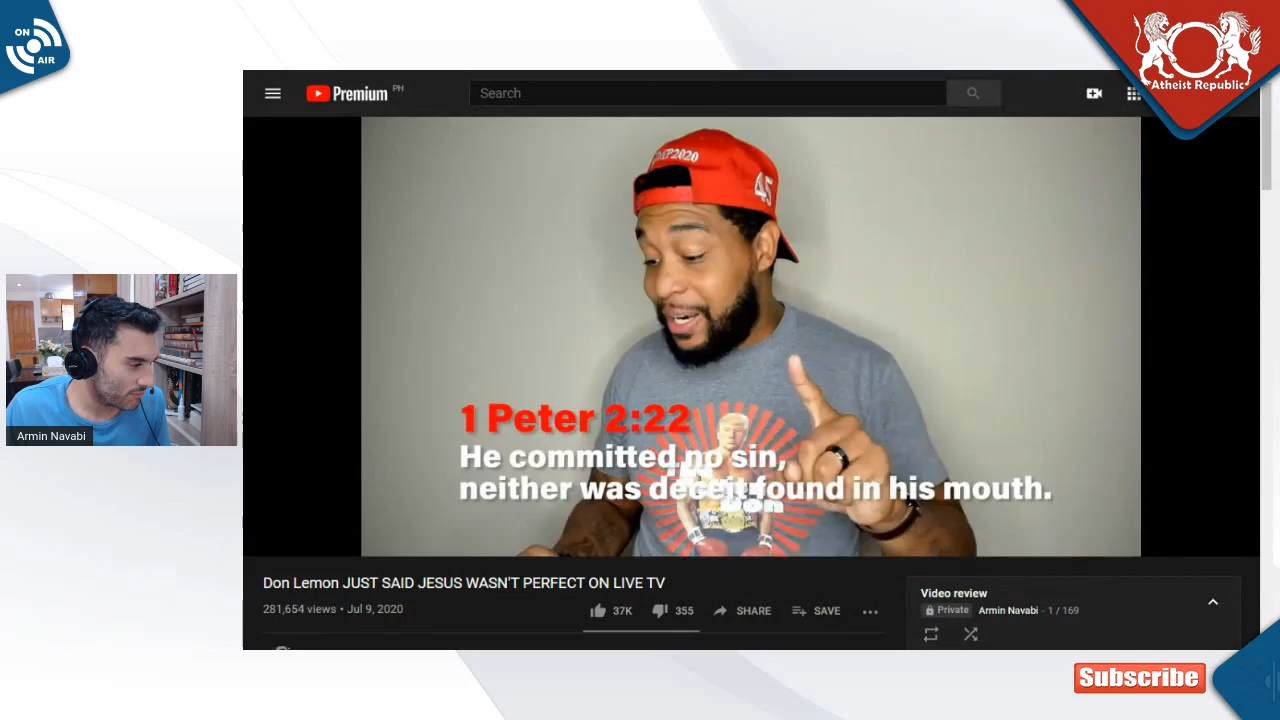 ON
AIR
Atheist Republic
Premium PH
Search
45
1 Peter 2:22
He committed no sin,
neither was deceit found in his mouth.
Don
Armin Navabi
Don Lemon JUST SAID JESUS WASN'T PERFECT ON LIVE TV
281,654 views • Jul 9, 2020
37K
355
SHARE
SAVE
Video review
Private Armin Navabi - 1 / 169
Subscribe